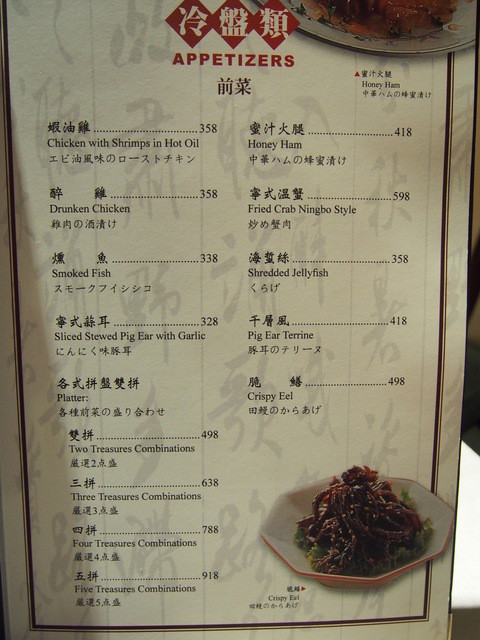 冷盤類
APPETIZERS
前菜
▲蜜汁火腿
Honey Ham
中華ハムの蜂蜜漬け
蝦油雞 358
Chicken with Shrimps in Hot Oil
エビ油風味のローストチキン
醉 雞 358
Drunken Chicken
雞肉の酒漬け
燻 魚 338
Smoked Fish
スモークフイシシコ
寧式蒜耳 328
Sliced Stewed Pig Ear with Garlic
にんにく味豚耳
各式拼盤雙拼
Platter:
各種前菜の盛り合わせ
雙拼 498
Two Treasures Combinations
厳選2点盛
三拼 638
Three Treasures Combinations
厳選3点盛
四拼 788
Four Treasures Combinations
厳選4点盛
五拼 918
Five Treasures Combinations
厳選5点盛
蜜汁火腿 418
Honey Ham
中華ハムの蜂蜜漬け
寧式溫蟹 598
Fried Crab Ningbo Style
炒め蟹肉
海蜇絲 358
Shredded Jellyfish
くらげ
千層風 418
Pig Ear Terrine
豚耳のテリーヌ
脆 鱔 498
Crispy Eel
田鰻のからあげ
脆鱔▶
Crispy Eel
田鰻のからあげ